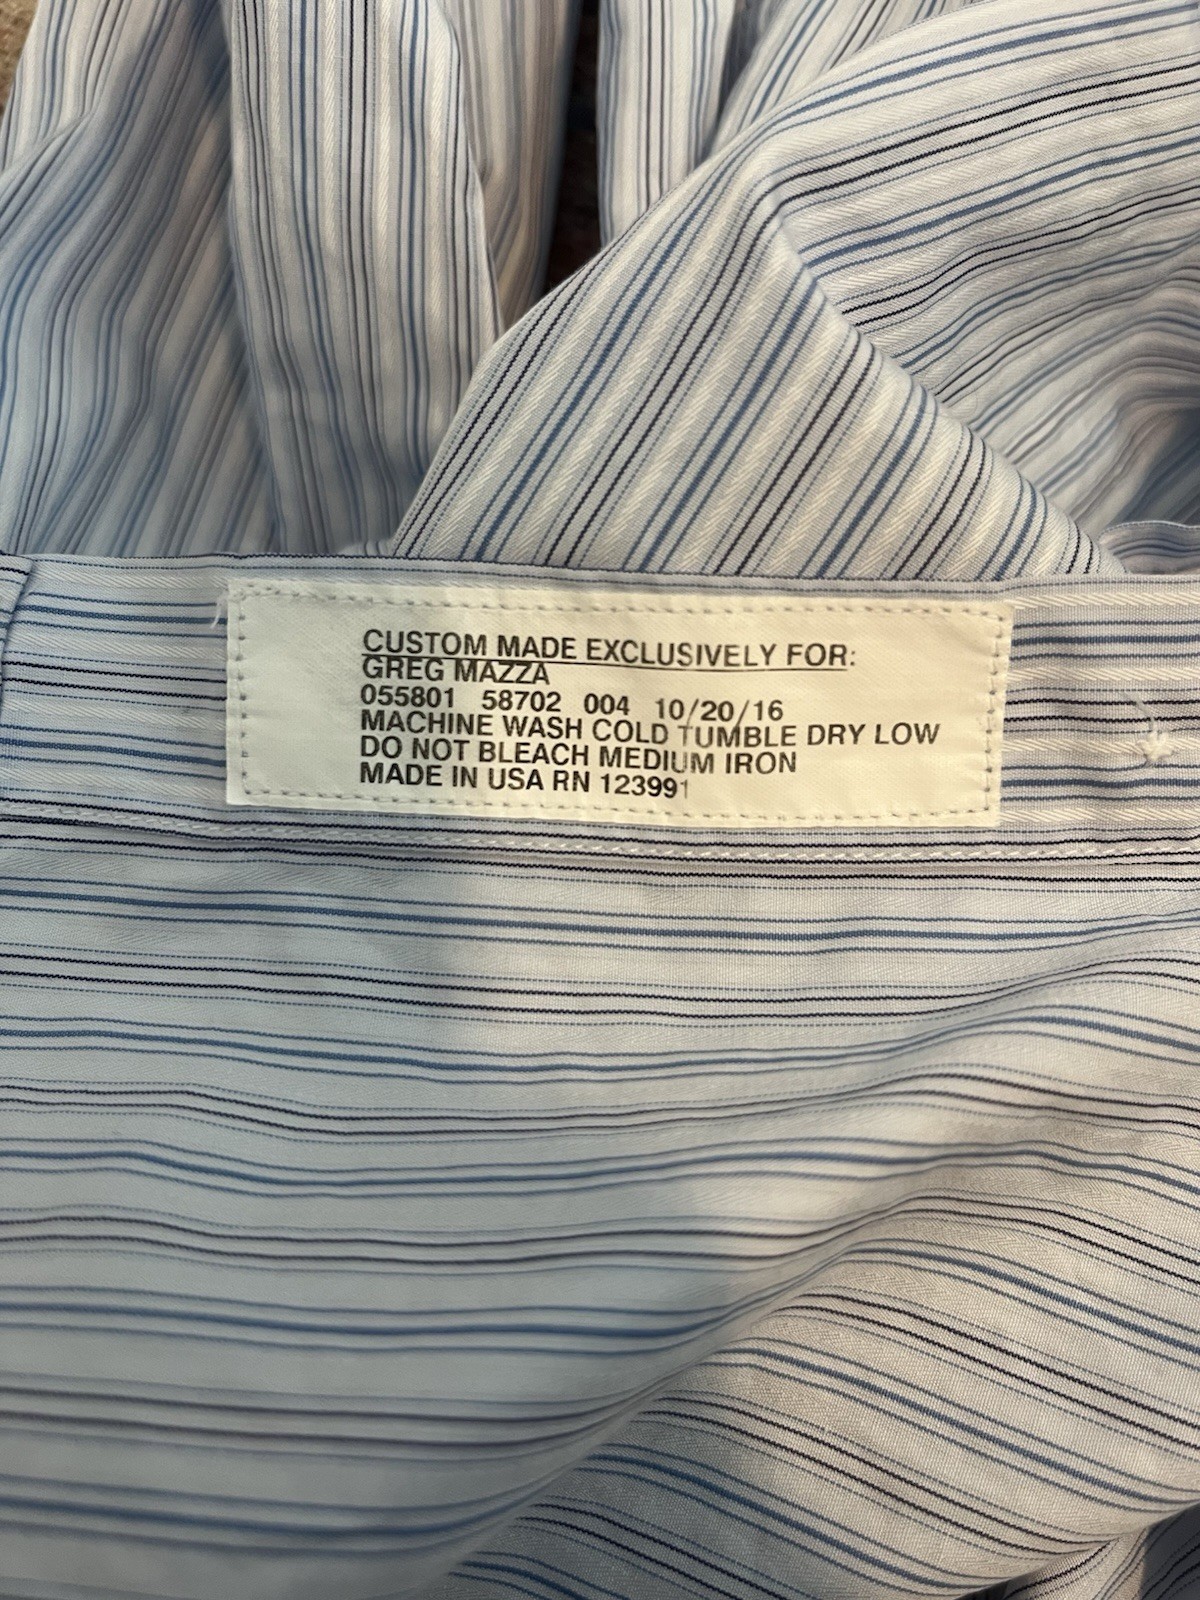 CUSTOM MADE EXCLUSIVELY FOR:
GREG MAZZA
055801 58702 004 10/20/16
MACHINE WASH COLD TUMBLE DRY LOW
DO NOT BLEACH MEDIUM IRON
MADE IN USA RN 123991